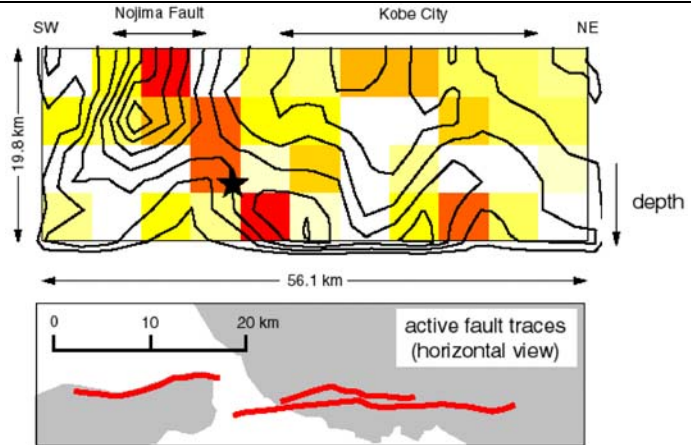 Nojima Fault
Kobe City
SW
NE
19.8 km
depth
56.1 km
0 10 20 km
active fault traces
(horizontal view)